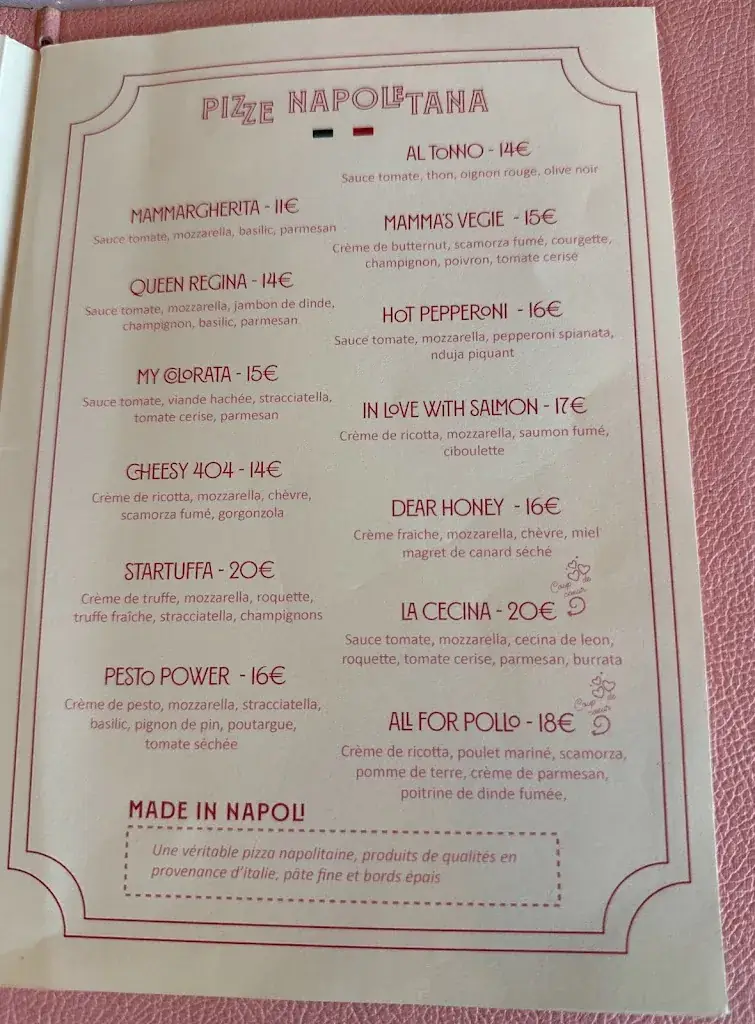 PIZZE NAPOLETANA
MAMMARGHERITA - 11€
Sauce tomate, mozzarella, basilic, parmesan
QUEEN REGINA - 14€
Sauce tomate, mozzarella, jambon de dinde,
champignon, basilic, parmesan
MY COLORATA - 15€
Sauce tomate, viande hachée, stracciatella,
tomate cerise, parmesan
CHEESY 404 - 14€
Crème de ricotta, mozzarella, chèvre,
scamorza fumé, gorgonzola
STARTUFFA - 20€
Crème de truffe, mozzarella, roquette,
truffe fraîche, stracciatella, champignons
PESTO POWER - 16€
Crème de pesto, mozzarella, stracciatella,
basilic, pignon de pin, poutargue,
tomate séchée
AL TONNO - 14€
Sauce tomate, thon, oignon rouge, olive noir
MAMMA'S VEGIE - 15€
Crème de butternut, scamorza fumé, courgette,
champignon, poivron, tomate cerise
HOT PEPPERONI - 16€
Sauce tomate, mozzarella, pepperoni spianata,
nduja piquant
IN LOVE WITH SALMON - 17€
Crème de ricotta, mozzarella, saumon fumé,
ciboulette
DEAR HONEY - 16€
Crème fraiche, mozzarella, chèvre, miel
magret de canard séché
Coup de
coeur
LA CECINA - 20€
Sauce tomate, mozzarella, cecina de leon,
roquette, tomate cerise, parmesan, burrata
Coup de
coeur
ALL FOR POLLO - 18€
Crème de ricotta, poulet mariné, scamorza,
pomme de terre, crème de parmesan,
poitrine de dinde fumée,
MADE IN NAPOLI
Une véritable pizza napolitaine, produits de qualités en
provenance d'italie, pâte fine et bords épais